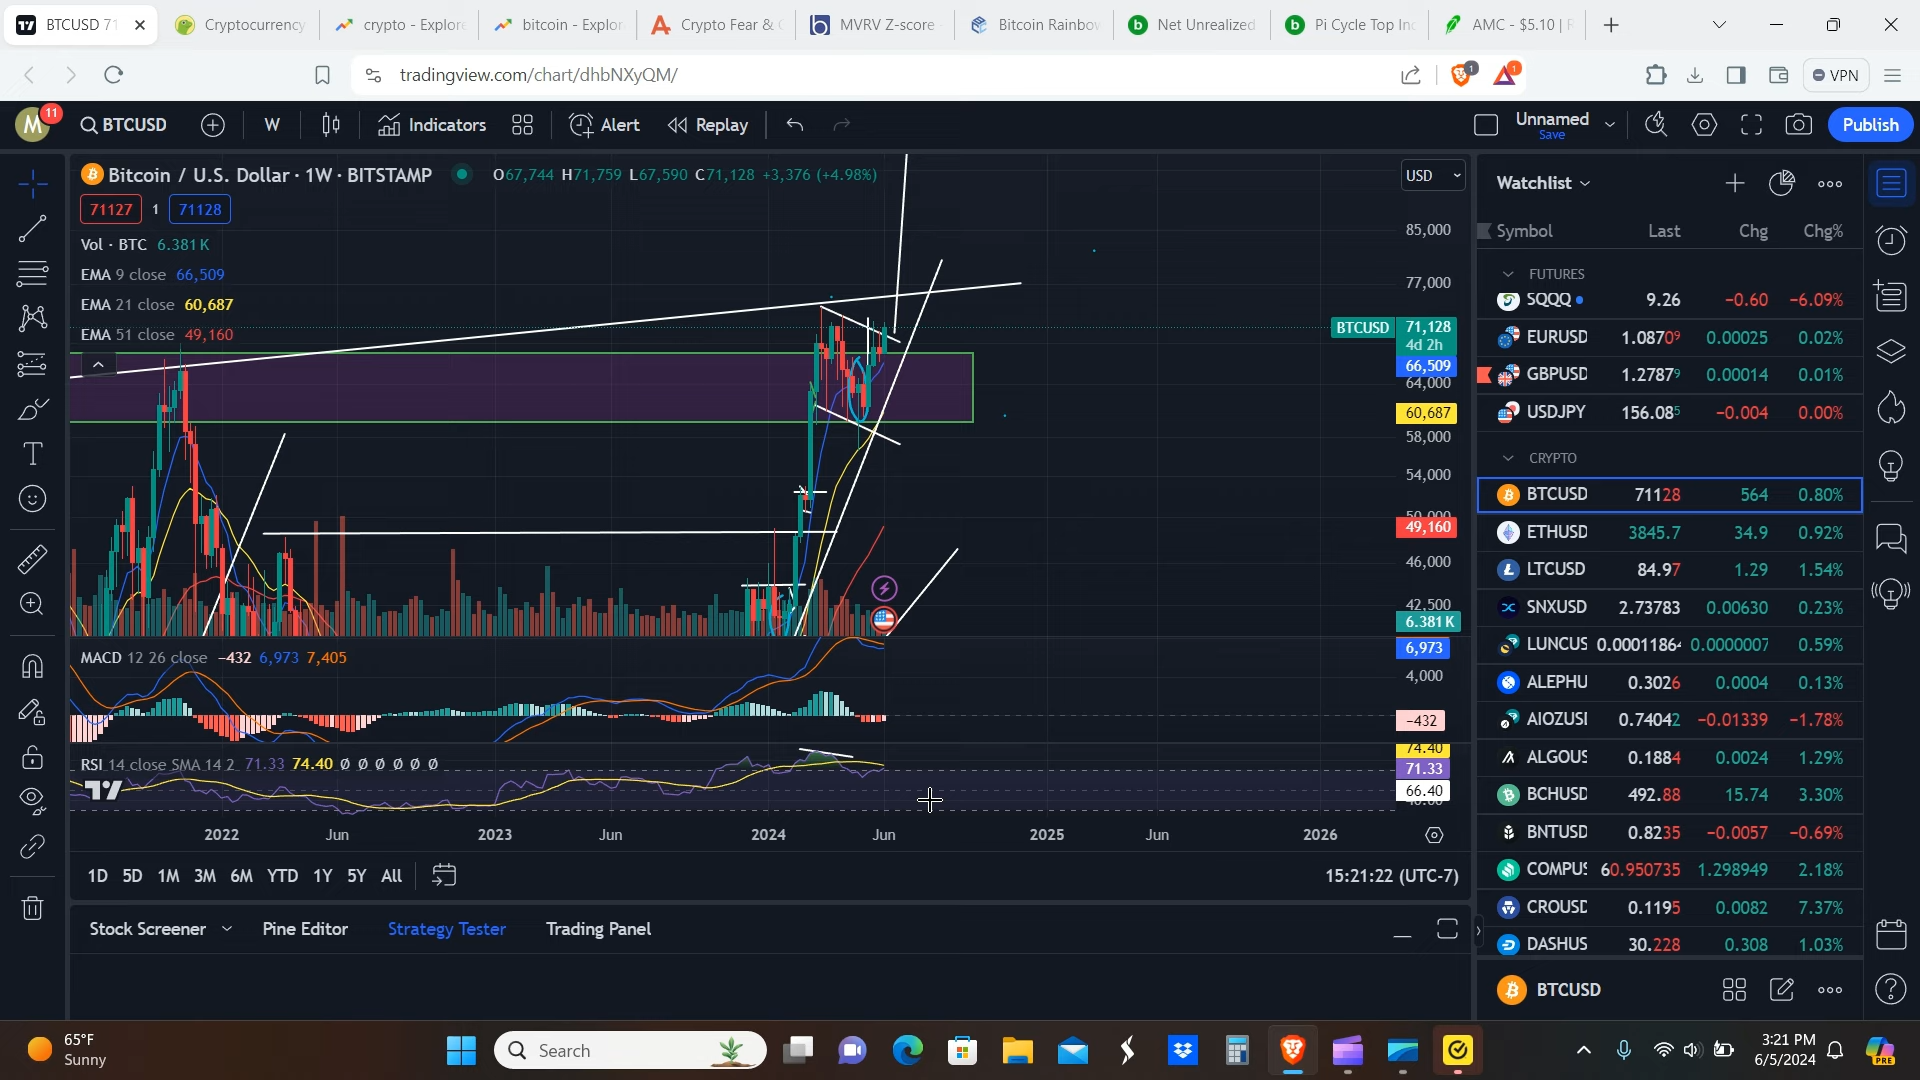 BTCUSD 71
Cryptocurrency
crypto - Explore
bitcoin - Explor
Crypto Fear & G
MVRV Z-score -
Bitcoin Rainbow
Net Unrealized
Pi Cycle Top Ind
AMC - $5.10 | R
tradingview.com/chart/dhbNXyQM/
1
1
VPN
M
11
BTCUSD
W
Indicators
Alert
Replay
Unnamed
Save
Publish
Bitcoin / U.S. Dollar · 1W · BITSTAMP
O67,744 H71,759 L67,590 C71,128 +3,376 (+4.98%)
USD
71127 1 71128
Vol · BTC 6.381K
EMA 9 close 66,509
EMA 21 close 60,687
EMA 51 close 49,160
85,000
77,000
BTCUSD 71,128
4d 2h
66,509
64,000
60,687
58,000
54,000
50,000
49,160
46,000
42,500
6.381K
MACD 12 26 close −432 6,973 7,405
6,973
4,000
−432
RSI 14 close SMA 14 2 71.33 74.40 Ø Ø Ø Ø Ø Ø
74.40
71.33
66.40
2022 Jun 2023 Jun 2024 Jun 2025 Jun 2026
1D 5D 1M 3M 6M YTD 1Y 5Y All
15:21:22 (UTC-7)
Stock Screener
Pine Editor
Strategy Tester
Trading Panel
Watchlist
Symbol Last Chg Chg%
FUTURES
SQQQ 9.26 −0.60 −6.09%
EURUSD 1.08709 0.00025 0.02%
GBPUSD 1.27879 0.00014 0.01%
USDJPY 156.085 −0.004 0.00%
CRYPTO
BTCUSD 71128 564 0.80%
ETHUSD 3845.7 34.9 0.92%
LTCUSD 84.97 1.29 1.54%
SNXUSD 2.73783 0.00630 0.23%
LUNCUS 0.00011864 0.0000007 0.59%
ALEPHU 0.3026 0.0004 0.13%
AIOZUSI 0.74042 −0.01339 −1.78%
ALGOUS 0.1884 0.0024 1.29%
BCHUSD 492.88 15.74 3.30%
BNTUSD 0.8235 −0.0057 −0.69%
COMPUS 60.950735 1.298949 2.18%
CROUSD 0.1195 0.0082 7.37%
DASHUS 30.228 0.308 1.03%
BTCUSD
65°F
Sunny
Search
3:21 PM
6/5/2024
PRE